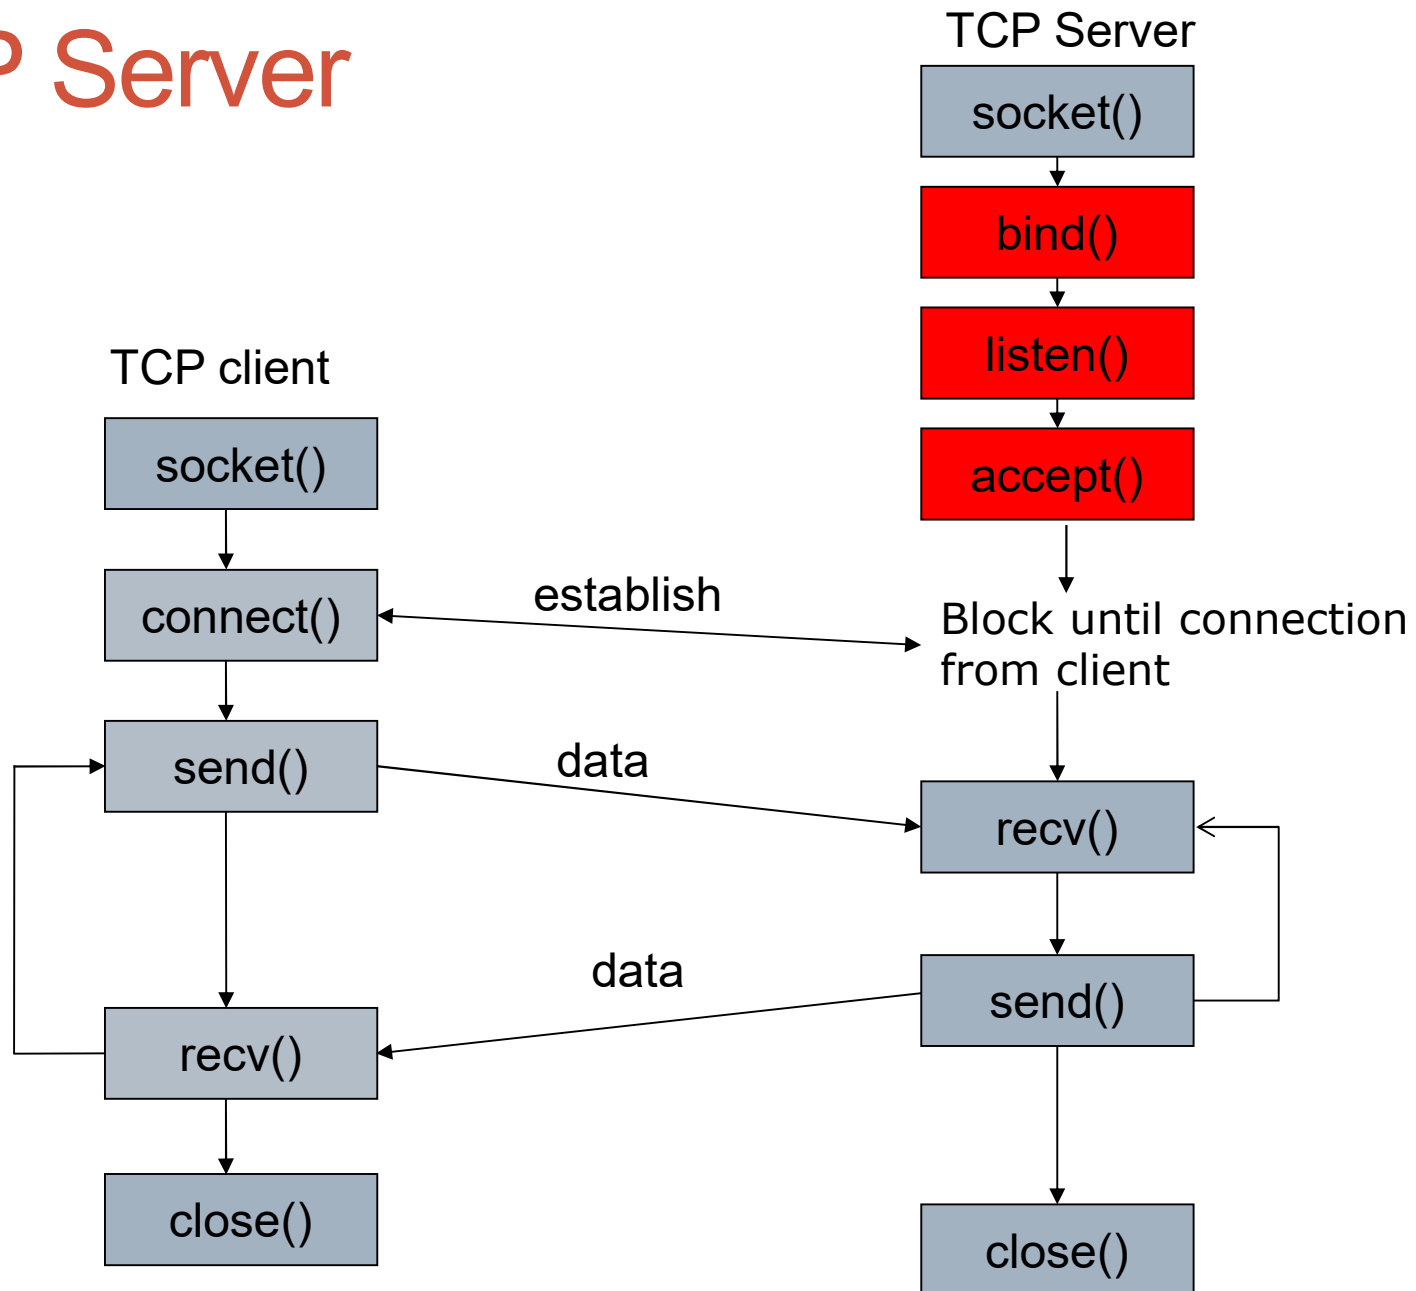 P Server
TCP Server
socket()
bind()
listen()
accept()
Block until connection
from client
recv()
send()
close()
TCP client
socket()
connect()
send()
recv()
close()
establish
data
data